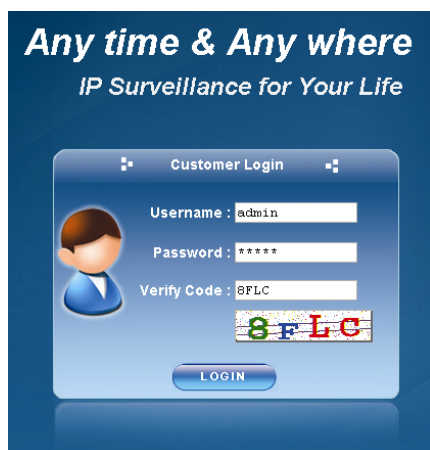 Any time & Any where
IP Surveillance for Your Life
Customer Login
Username : admin
Password : *****
Verify Code : 8FLC
8FLC
LOGIN